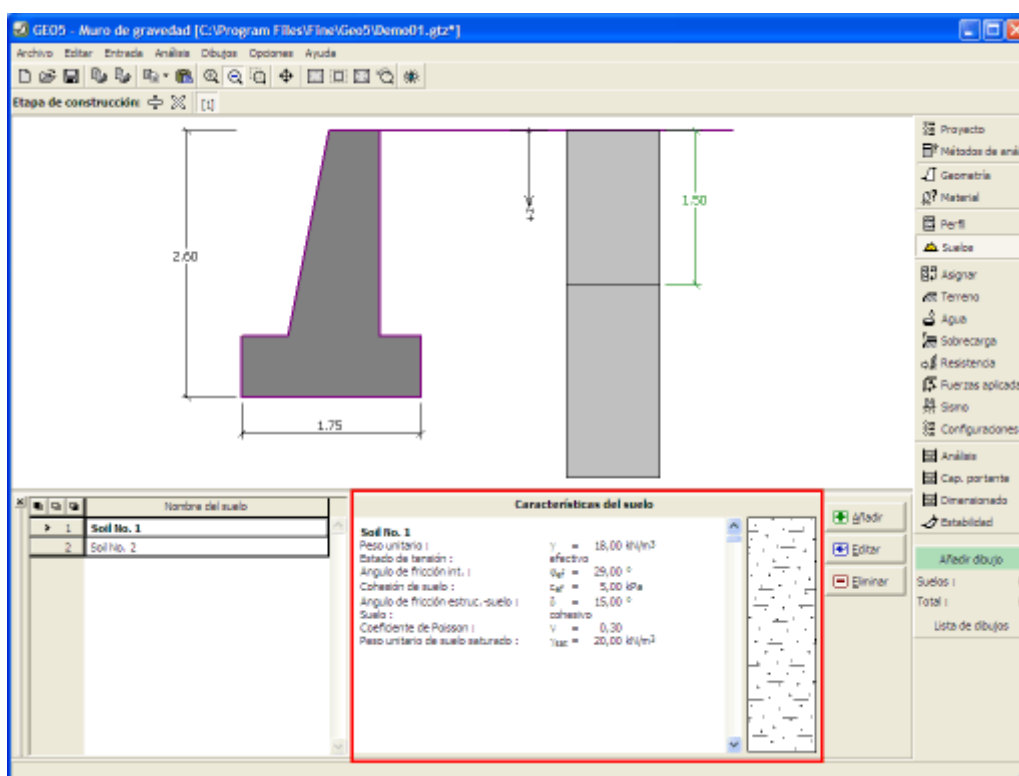 GEO5 - Muro de gravedad [C:\Program Files\Fine\Geo5\Demo01.gtz*]
Archivo Editar Entrada Análisis Dibujos Opciones Ayuda
Etapa de construcción: [1]
2.60
1.75
+z
1.50
Proyecto
Métodos de aná
Geometría
Material
Perfil
Suelos
Asignar
Terreno
Agua
Sobrecarga
Resistencia
Fuerzas aplicada
Sismo
Configuraciones
Análisis
Cap. portante
Dimensionado
Estabilidad
Añadir dibujo
Suelos :
Total :
Lista de dibujos
Nombre del suelo
1 Soil No. 1
2 Soil No. 2
Características del suelo
Soil No. 1
Peso unitario : γ = 18,00 kN/m³
Estado de tensión : efectivo
Angulo de fricción int. : φef = 29,00 °
Cohesión de suelo : cef = 5,00 kPa
Angulo de fricción estruc.-suelo : δ = 15,00 °
Suelo : cohesivo
Coeficiente de Poisson : ν = 0,30
Peso unitario de suelo saturado : γsat = 20,00 kN/m³
Añadir
Editar
Eliminar